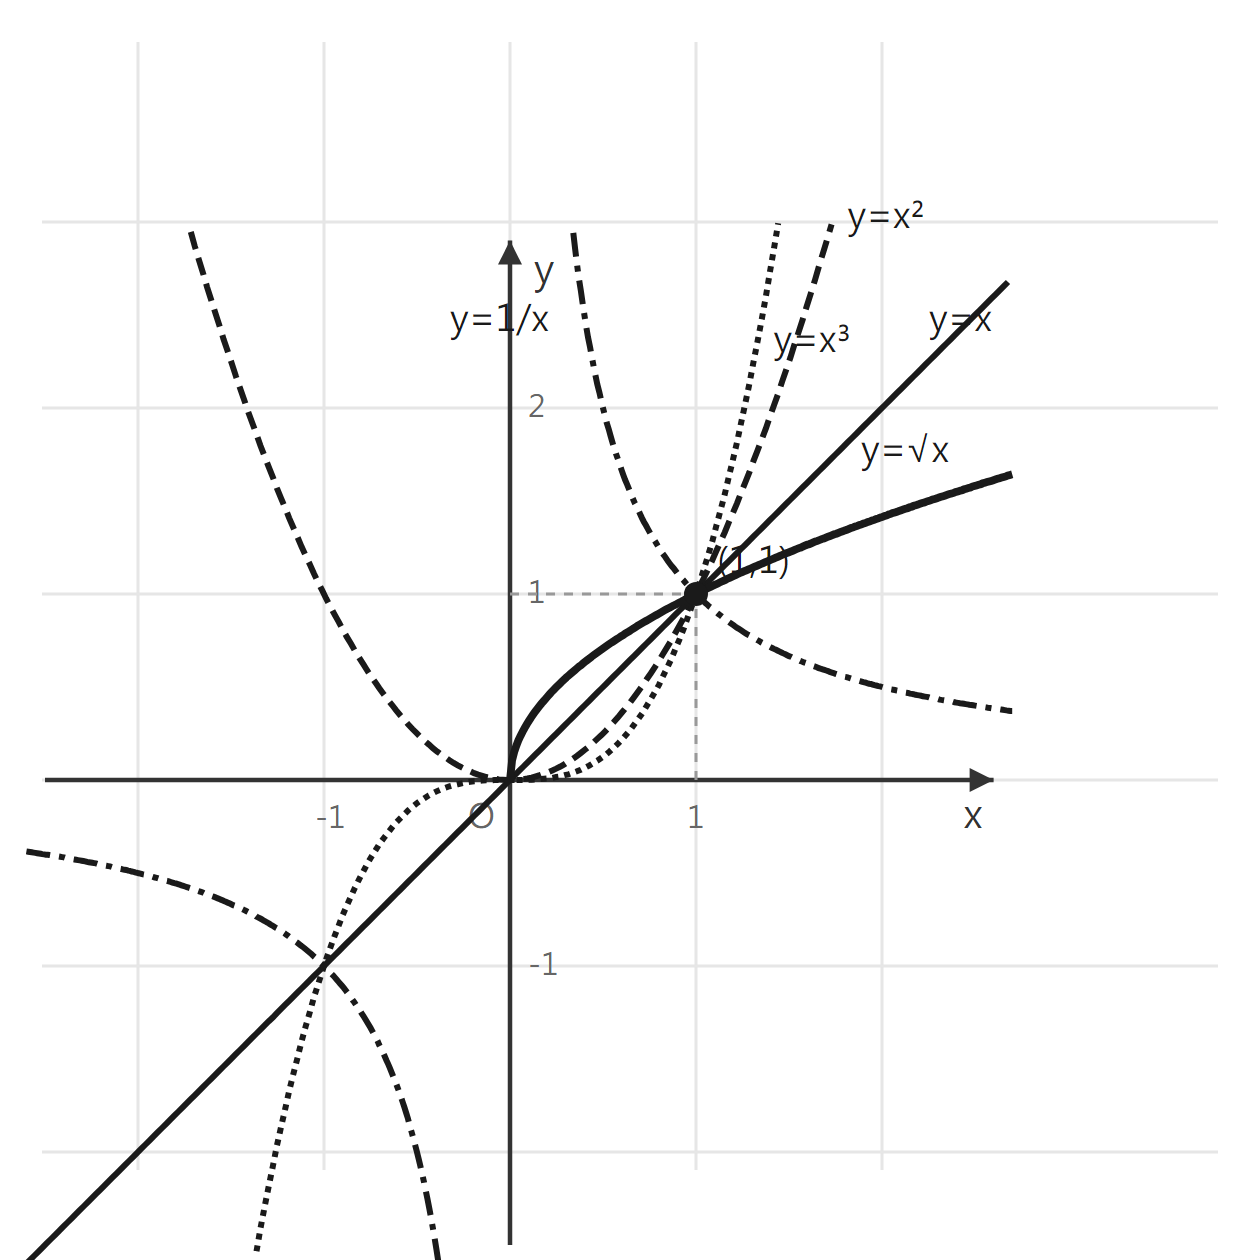 y=x²
y
y=1/x
y=x
y=x³
2
y=√x
(1,1)
1
-1
O
1
x
-1